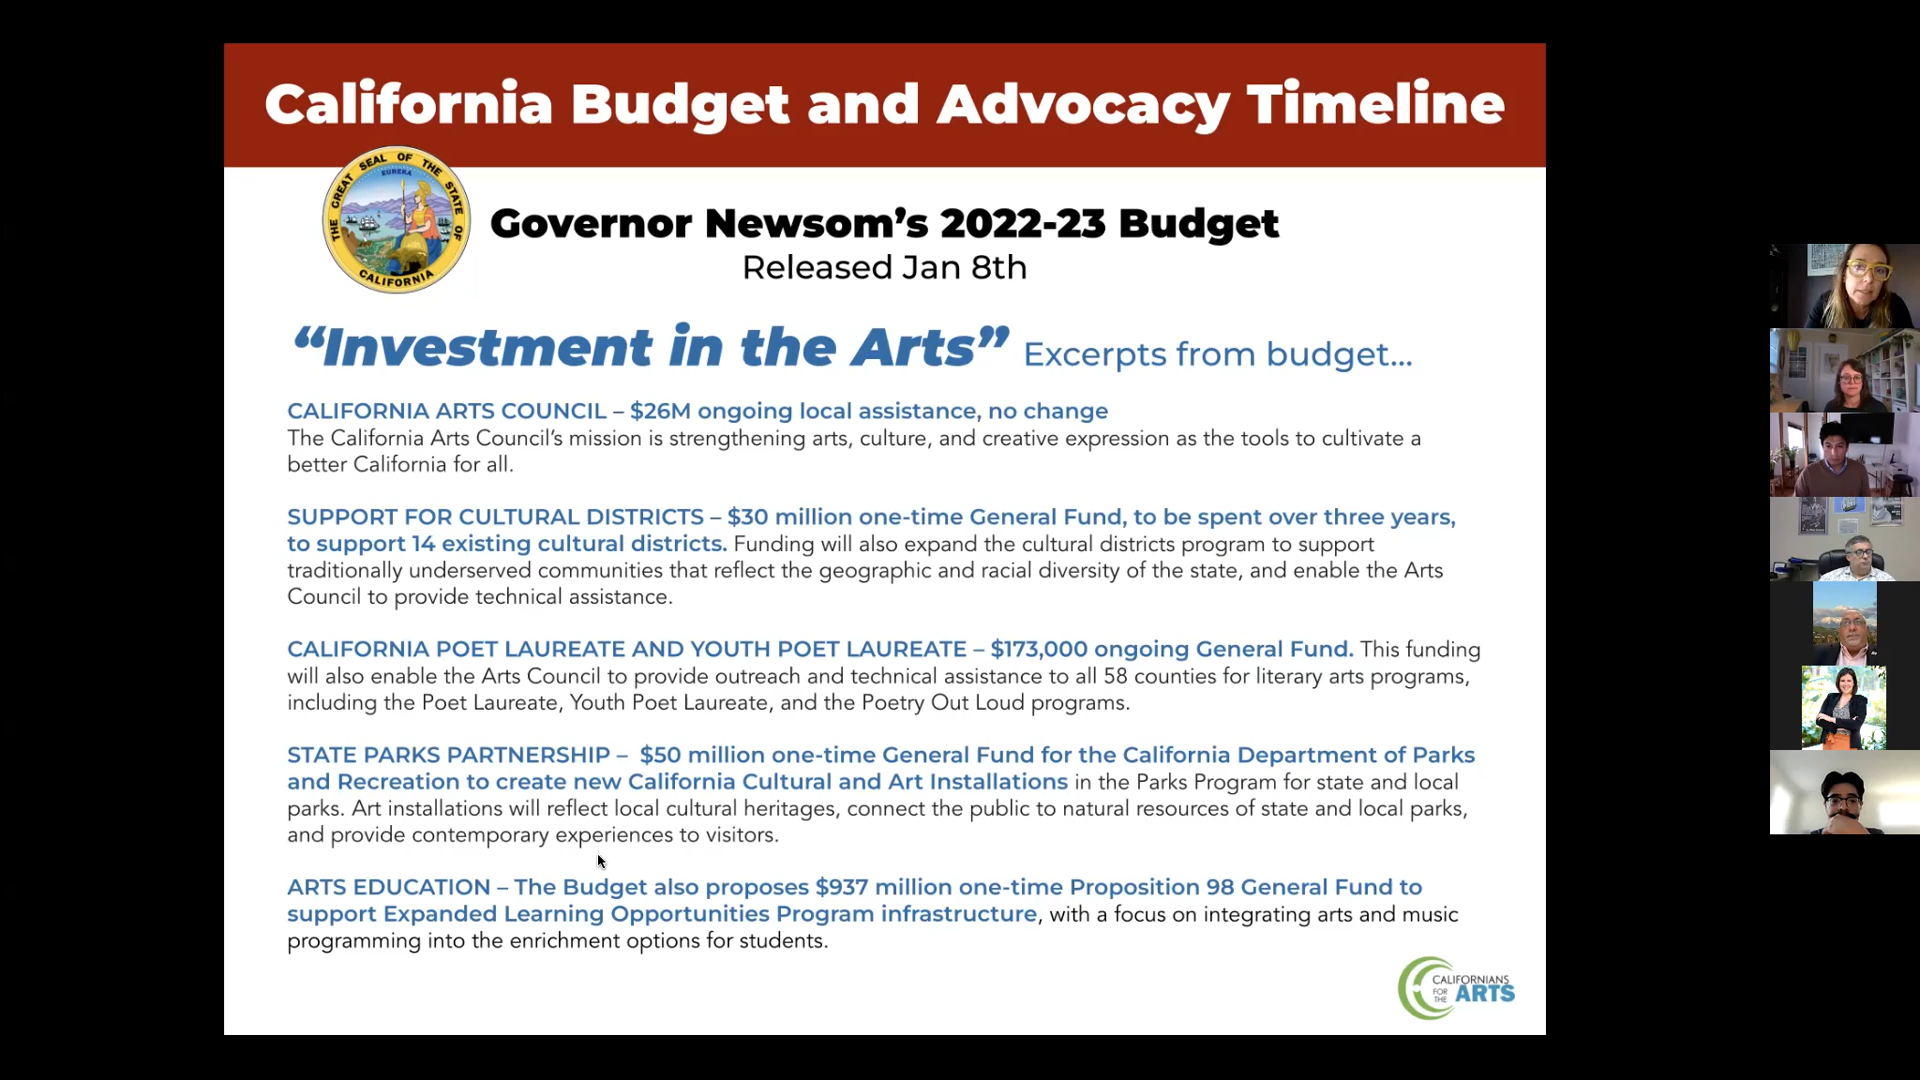 California Budget and Advocacy Timeline
THE GREAT SEAL OF THE STATE OF CALIFORNIA
EUREKA
Governor Newsom’s 2022-23 Budget
Released Jan 8th
“Investment in the Arts” Excerpts from budget...
CALIFORNIA ARTS COUNCIL – $26M ongoing local assistance, no change
The California Arts Council’s mission is strengthening arts, culture, and creative expression as the tools to cultivate a
better California for all.
SUPPORT FOR CULTURAL DISTRICTS – $30 million one-time General Fund, to be spent over three years,
to support 14 existing cultural districts. Funding will also expand the cultural districts program to support
traditionally underserved communities that reflect the geographic and racial diversity of the state, and enable the Arts
Council to provide technical assistance.
CALIFORNIA POET LAUREATE AND YOUTH POET LAUREATE – $173,000 ongoing General Fund. This funding
will also enable the Arts Council to provide outreach and technical assistance to all 58 counties for literary arts programs,
including the Poet Laureate, Youth Poet Laureate, and the Poetry Out Loud programs.
STATE PARKS PARTNERSHIP – $50 million one-time General Fund for the California Department of Parks
and Recreation to create new California Cultural and Art Installations in the Parks Program for state and local
parks. Art installations will reflect local cultural heritages, connect the public to natural resources of state and local parks,
and provide contemporary experiences to visitors.
ARTS EDUCATION – The Budget also proposes $937 million one-time Proposition 98 General Fund to
support Expanded Learning Opportunities Program infrastructure, with a focus on integrating arts and music
programming into the enrichment options for students.
CALIFORNIANS
FOR THE ARTS